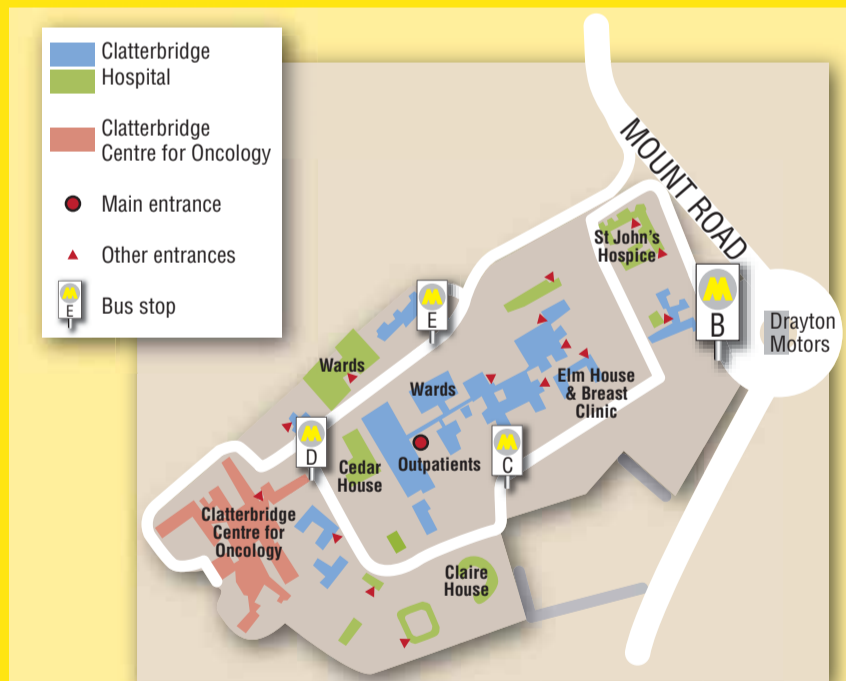 Clatterbridge
Hospital
Clatterbridge
Centre for Oncology
Main entrance
Other entrances
E
Bus stop
MOUNT ROAD
St John's
Hospice
B
Drayton
Motors
E
Wards
Wards
Elm House
& Breast
Clinic
D
Cedar
House
Outpatients
C
Clatterbridge
Centre for
Oncology
Claire
House